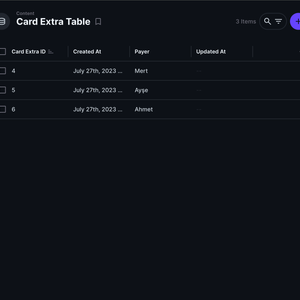 Content
Card Extra Table
3 Items
Card Extra ID Created At Payer Updated At
4 July 27th, 2023 ... Mert --
5 July 27th, 2023 ... Ayşe --
6 July 27th, 2023 ... Ahmet --